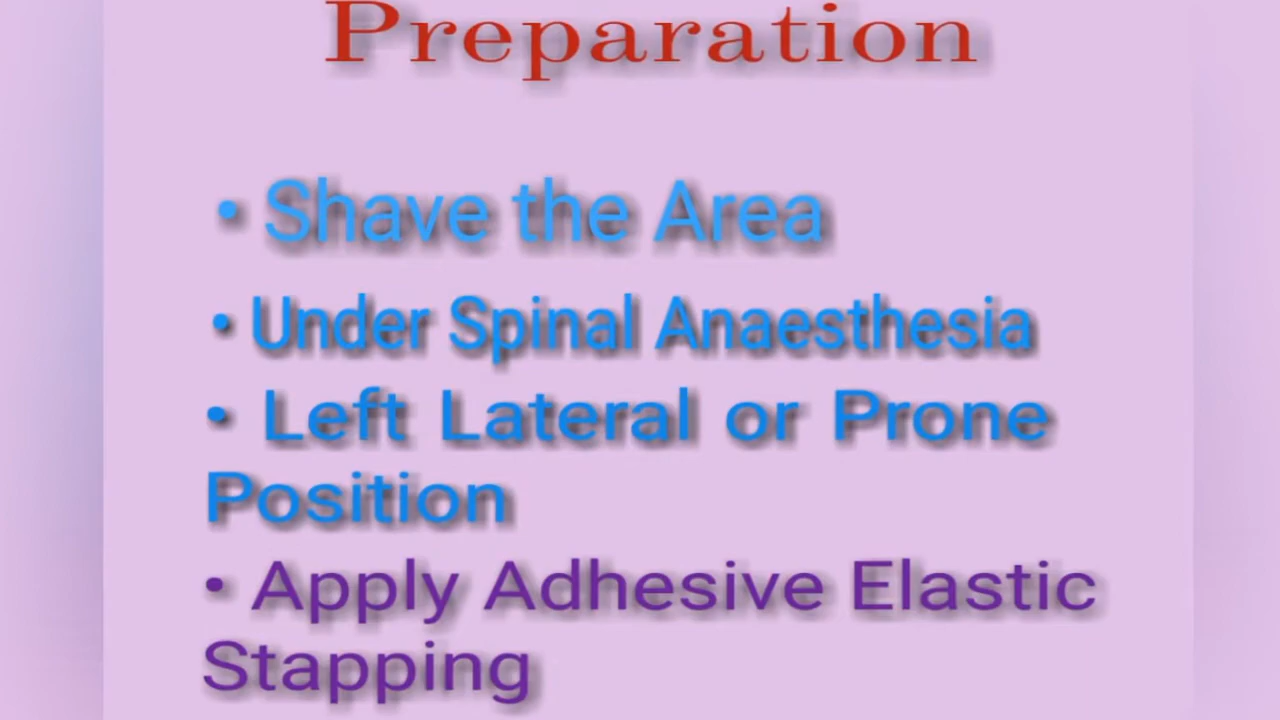 Preparation
• Shave the Area
• Under Spinal Anaesthesia
• Left Lateral or Prone
Position
• Apply Adhesive Elastic
Stapping